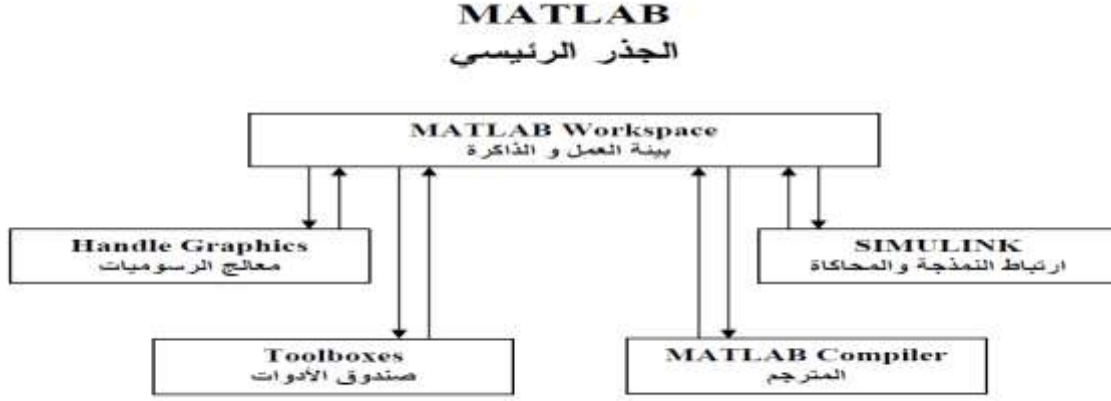 MATLAB
الجذر الرئيسي
MATLAB Workspace
بيئة العمل و الذاكرة
Handle Graphics
معالج الرسوميات
SIMULINK
ارتباط النمذجة والمحاكاة
Toolboxes
صندوق الأدوات
MATLAB Compiler
المترجم